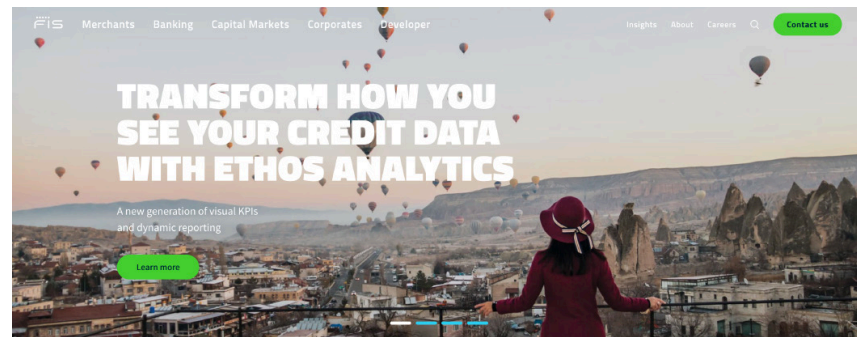 FIS
Merchants Banking Capital Markets Corporates Developer
Insights About Careers
Contact us
TRANSFORM HOW YOU
SEE YOUR CREDIT DATA
WITH ETHOS ANALYTICS
A new generation of visual KPIs
and dynamic reporting
Learn more